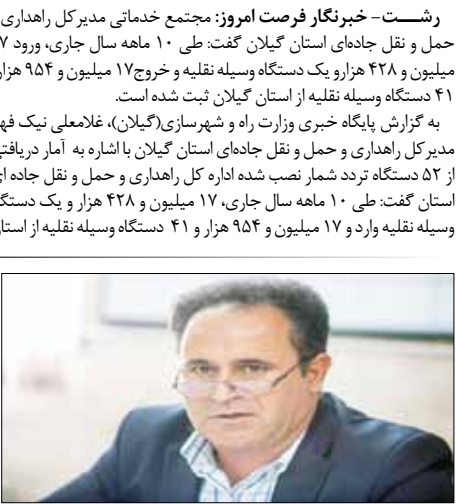 رشـــت- خبرنگار فرصت امروز: مجتمع خدماتی مدیرکل راهداری
حمل و نقل جاده‌ای استان گیلان گفت: طی ۱۰ ماهه سال جاری، ورود ۷
میلیون و ۴۲۸ هزارو یک دستگاه وسیله نقلیه و خروج۱۷ میلیون و ۹۵۴ هزار
۴۱ دستگاه وسیله نقلیه از استان گیلان ثبت شده است.
به گزارش پایگاه خبری وزارت راه و شهرسازی(گیلان)، غلامعلی نیک فه
مدیرکل راهداری و حمل و نقل جاده‌ای استان گیلان با اشاره به آمار دریافتی
از ۵۲ دستگاه تردد شمار نصب شده اداره کل راهداری و حمل و نقل جاده ای
استان گفت: طی ۱۰ ماهه سال جاری، ۱۷ میلیون و ۴۲۸ هزار و یک دستگا
وسیله نقلیه وارد و ۱۷ میلیون و ۹۵۴ هزار و ۴۱ دستگاه وسیله نقلیه از استان